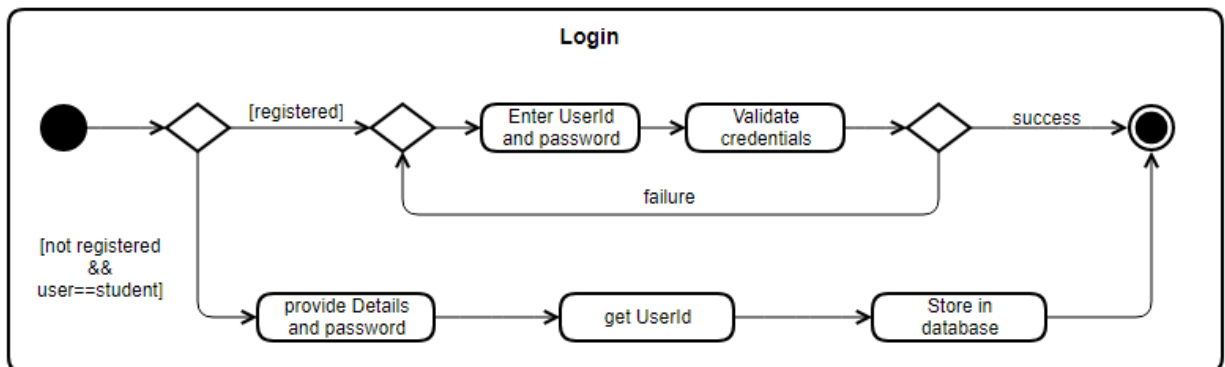 Login
[registered]
Enter UserId
and password
Validate
credentials
success
failure
[not registered
&&
user==student]
provide Details
and password
get UserId
Store in
database